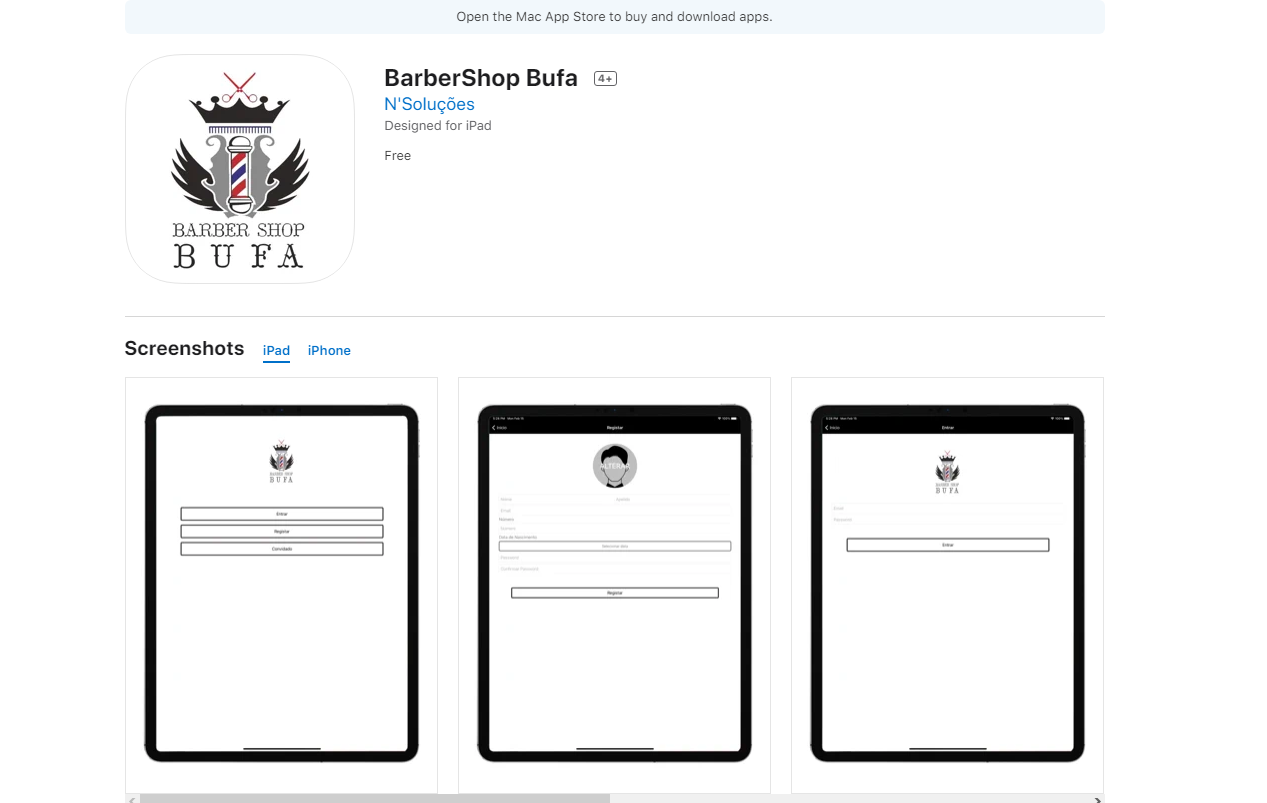 Open the Mac App Store to buy and download apps.
BARBER SHOP
BUFA
BarberShop Bufa 4+
N'Soluções
Designed for iPad
Free
Screenshots iPad iPhone
BARBER SHOP
BUFA
Entrar
Registar
Convidado
Início Registar
ALTERAR
Nome Apelido
Email
Número
Número
Data de Nascimento
Selecionar data
Password
Confirmar Password
Registar
Início Entrar
BARBER SHOP
BUFA
Email
Password
Entrar